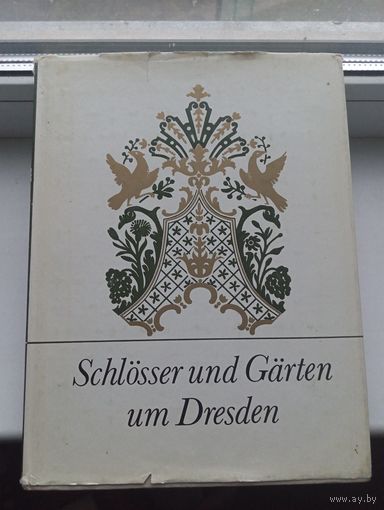 Schlösser und Gärten
um Dresden
www.ay.by